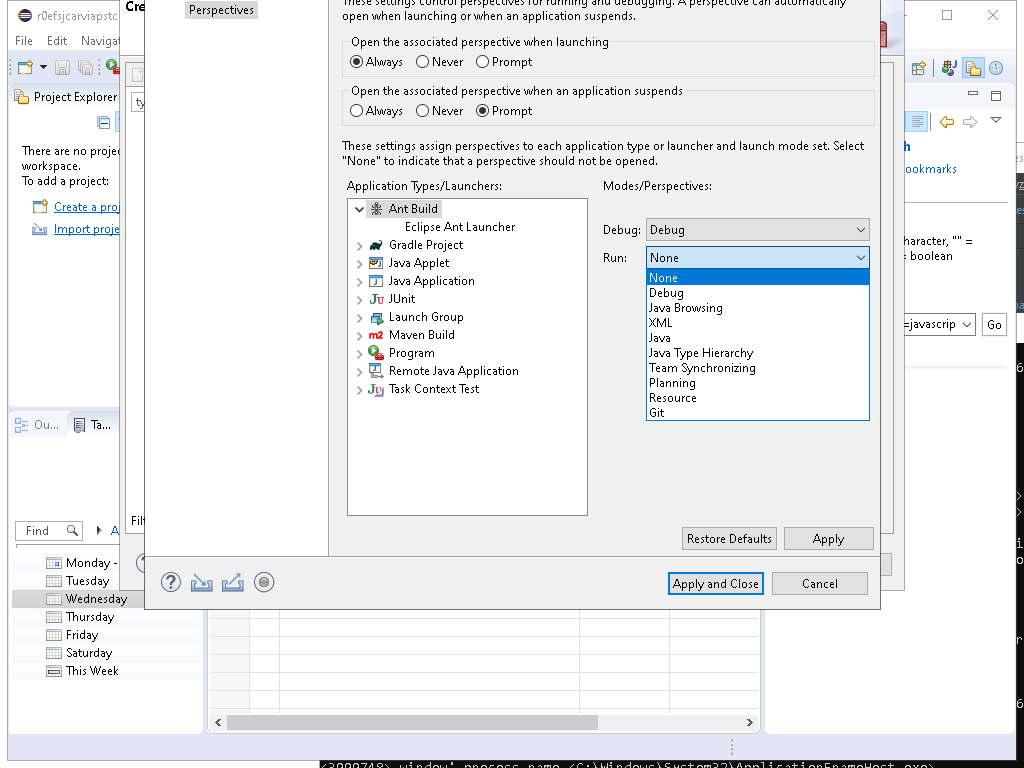 r0efsjcarviapstc
Cre
Perspectives
These settings control perspectives for running and debugging. A perspective can automatically
open when launching or when an application suspends.
File Edit Naviga
Open the associated perspective when launching
Always Never Prompt
Project Explorer
Open the associated perspective when an application suspends
Always Never Prompt
ty
There are no proje
workspace.
To add a project:
Create a proj
Import proje
These settings assign perspectives to each application type or launcher and launch mode set. Select
"None" to indicate that a perspective should not be opened.
Application Types/Launchers:
Modes/Perspectives:
Ant Build
Eclipse Ant Launcher
Gradle Project
Java Applet
Java Application
JUnit
Launch Group
Maven Build
Program
Remote Java Application
Task Context Test
Debug: Debug
Run: None
None
Debug
Java Browsing
XML
Java
Java Type Hierarchy
Team Synchronizing
Planning
Resource
Git
h
ookmarks
haracter, "" =
= boolean
=javascrip Go
Ou... Ta...
Find A
Filt
Monday -
Tuesday
Wednesday
Thursday
Friday
Saturday
This Week
Restore Defaults Apply
Apply and Close Cancel
<3999748> window' process name <C:\Windows\System32\ApplicationFrameHost.exe>